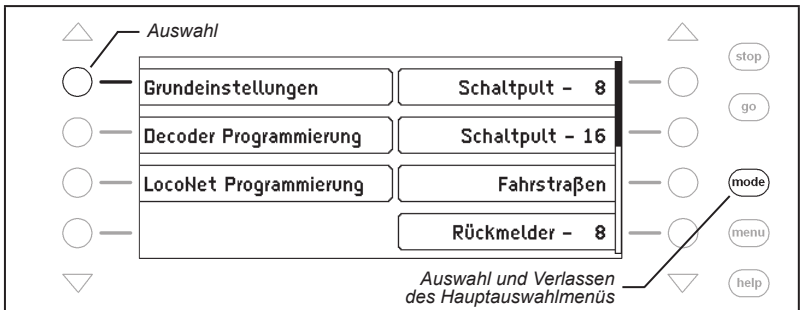 Auswahl
stop
Grundeinstellungen
Schaltpult - 8
go
Decoder Programmierung
Schaltpult - 16
LocoNet Programmierung
Fahrstraßen
mode
Rückmelder - 8
menu
Auswahl und Verlassen
des Hauptauswahlmenüs
help